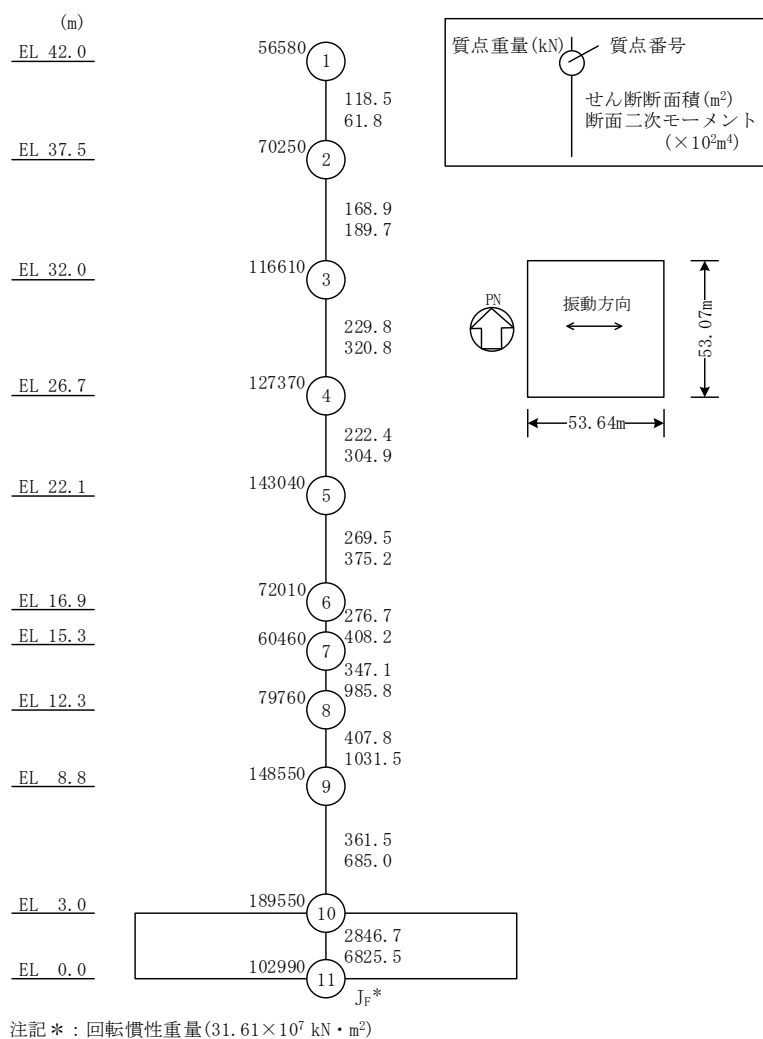 (m)
EL 42.0
56580
1
118.5
61.8
EL 37.5
70250
2
168.9
189.7
EL 32.0
116610
3
229.8
320.8
EL 26.7
127370
4
222.4
304.9
EL 22.1
143040
5
269.5
375.2
EL 16.9
72010
6
276.7
408.2
EL 15.3
60460
7
347.1
985.8
EL 12.3
79760
8
407.8
1031.5
EL 8.8
148550
9
361.5
685.0
EL 3.0
189550
10
2846.7
6825.5
EL 0.0
102990
11
J_F*
質点重量(kN)
質点番号
せん断断面積(m²)
断面二次モーメント
(×10²m⁴)
PN
振動方向
53.07m
53.64m
注記*:回転慣性重量(31.61×10⁷ kN・m²)